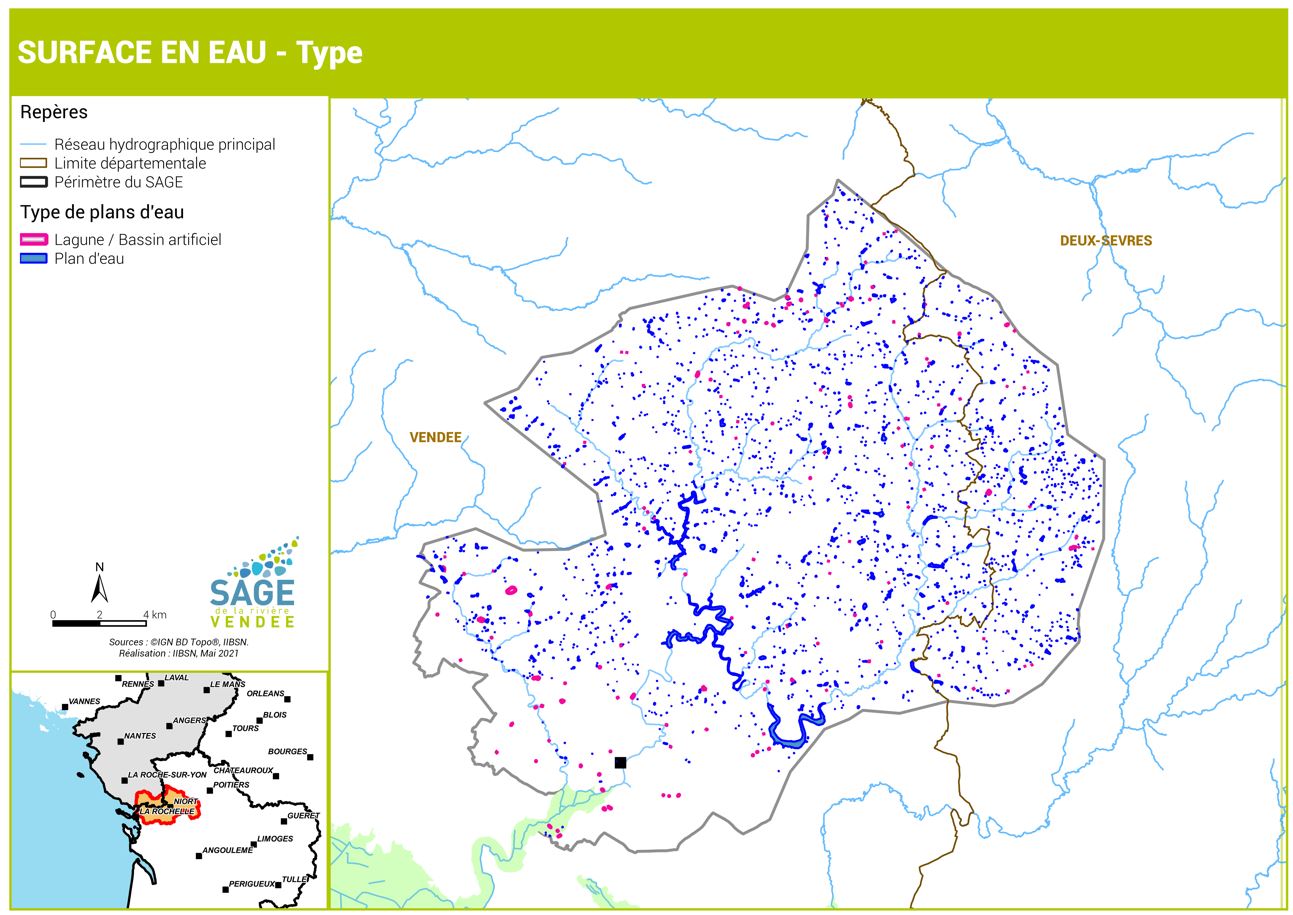 SURFACE EN EAU - Type
Repères
Réseau hydrographique principal
Limite départementale
Périmètre du SAGE
Type de plans d'eau
Lagune / Bassin artificiel
Plan d'eau
DEUX-SEVRES
VENDEE
N
0 2 4 km
SAGE
de la rivière
VENDEE
Sources : ©IGN BD Topo®, IIBSN.
Réalisation : IIBSN, Mai 2021
RENNES
LAVAL
LE MANS
ORLEANS
VANNES
BLOIS
ANGERS
TOURS
NANTES
BOURGES
LA ROCHE-SUR-YON
CHATEAUROUX
POITIERS
NIORT
LA ROCHELLE
GUERET
LIMOGES
ANGOULEME
PERIGUEUX
TULLE